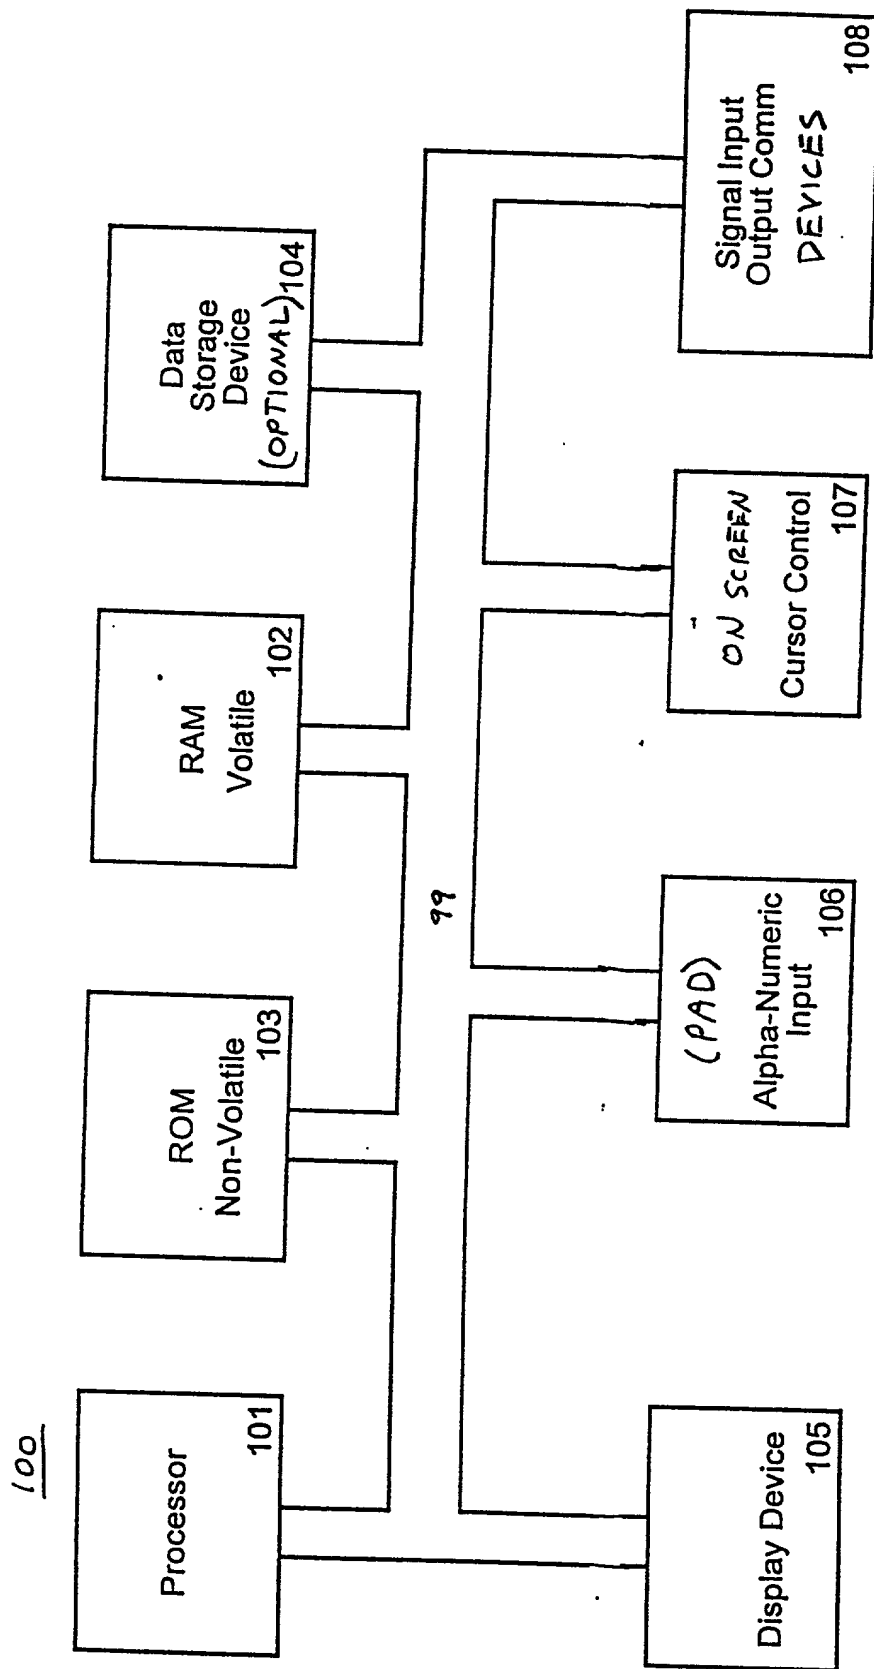 100
Processor
101
ROM
Non-Volatile
103
RAM
Volatile
102
Data
Storage
Device
(OPTIONAL)
104
99
Display Device
105
(PAD)
Alpha-Numeric
Input
106
ON SCREEN
Cursor Control
107
Signal Input
Output Comm
DEVICES
108